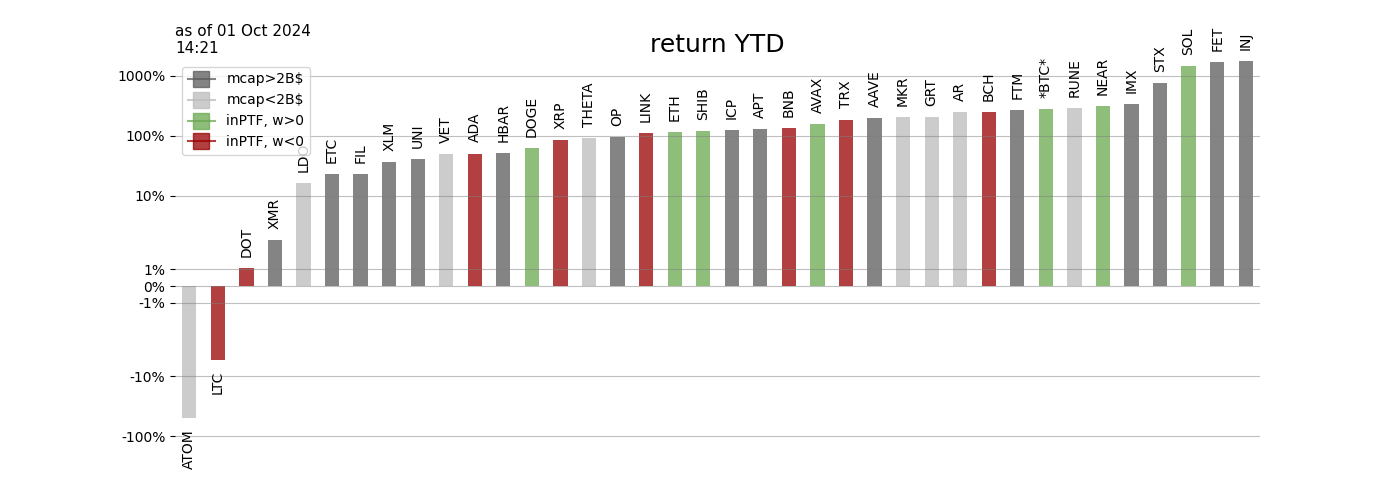 as of 01 Oct 2024
14:21
return YTD
mcap>2B$
mcap<2B$
inPTF, w>0
inPTF, w<0
1000%
100%
10%
1%
0%
-1%
-10%
-100%
ATOM
LTC
DOT
XMR
LDO
ETC
FIL
XLM
UNI
VET
ADA
HBAR
DOGE
XRP
THETA
OP
LINK
ETH
SHIB
ICP
APT
BNB
AVAX
TRX
AAVE
MKR
GRT
AR
BCH
FTM
*BTC*
RUNE
NEAR
IMX
STX
SOL
FET
INJ